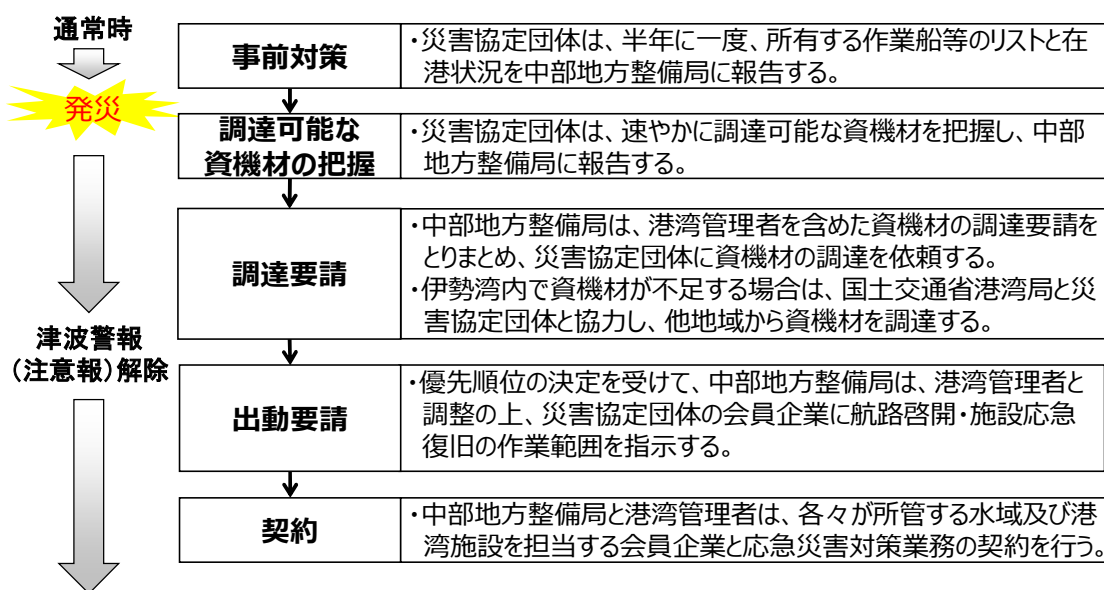 通常時
発災
津波警報
（注意報）解除
事前対策
・災害協定団体は、半年に一度、所有する作業船等のリストと在
港状況を中部地方整備局に報告する。
調達可能な
資機材の把握
・災害協定団体は、速やかに調達可能な資機材を把握し、中部
地方整備局に報告する。
調達要請
・中部地方整備局は、港湾管理者を含めた資機材の調達要請を
とりまとめ、災害協定団体に資機材の調達を依頼する。
・伊勢湾内で資機材が不足する場合は、国土交通省港湾局と災
害協定団体と協力し、他地域から資機材を調達する。
出動要請
・優先順位の決定を受けて、中部地方整備局は、港湾管理者と
調整の上、災害協定団体の会員企業に航路啓開・施設応急
復旧の作業範囲を指示する。
契約
・中部地方整備局と港湾管理者は、各々が所管する水域及び港
湾施設を担当する会員企業と応急災害対策業務の契約を行う。